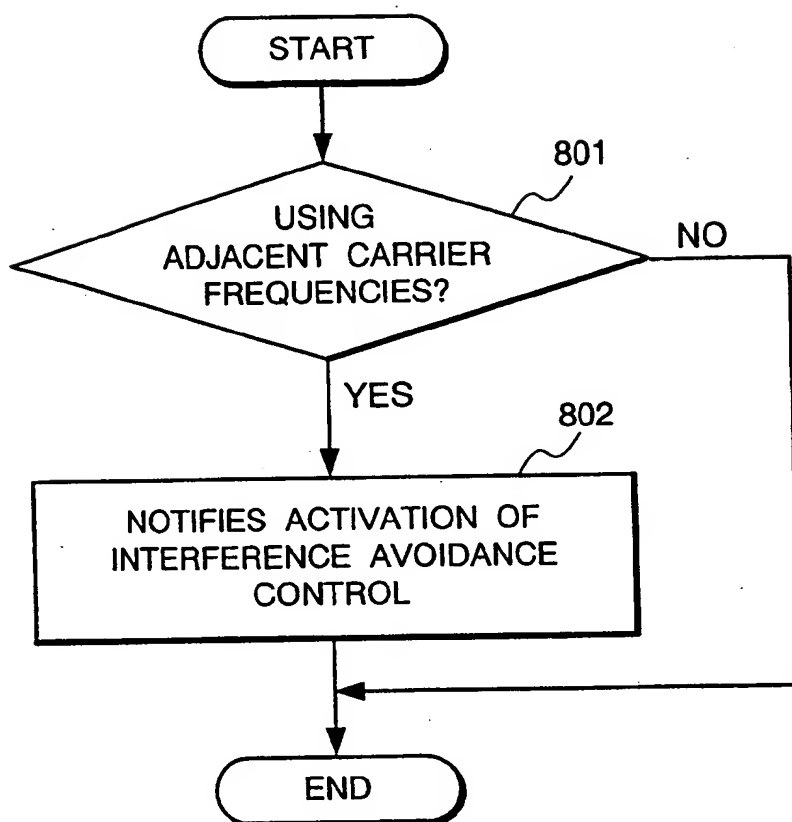 START
801
USING
ADJACENT CARRIER
FREQUENCIES?
NO
YES
802
NOTIFIES ACTIVATION OF
INTERFERENCE AVOIDANCE
CONTROL
END